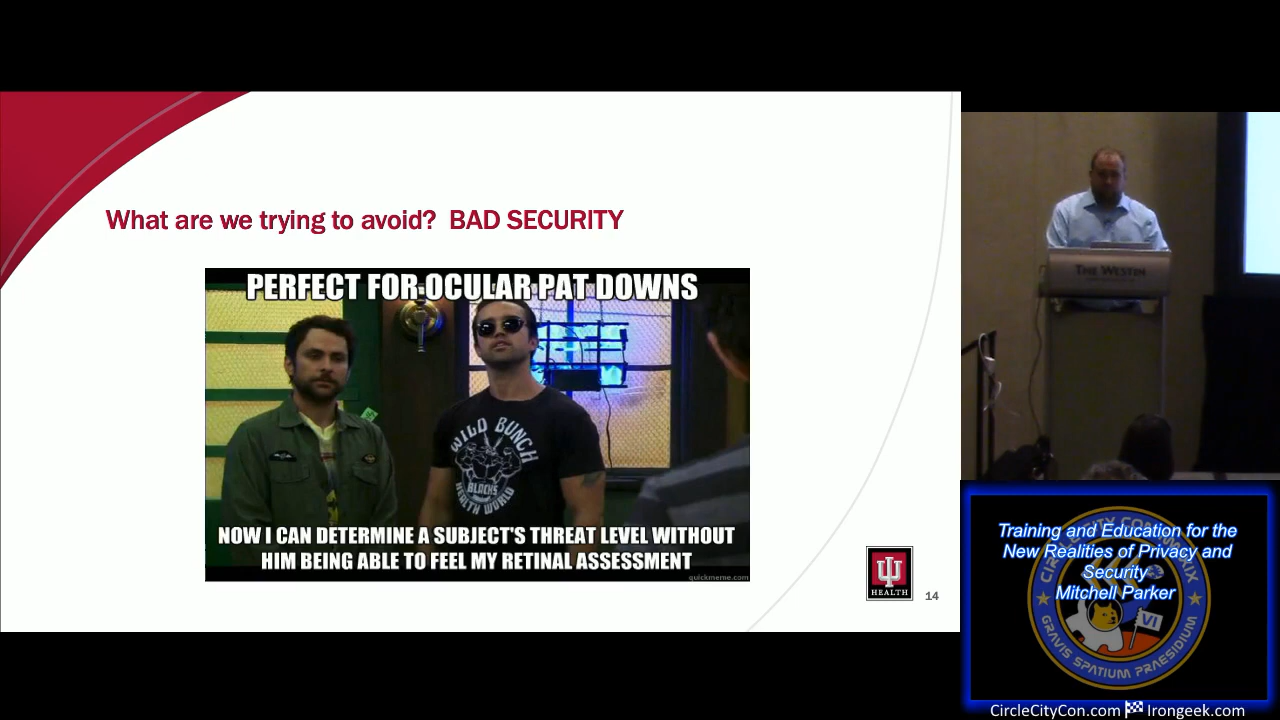 What are we trying to avoid? BAD SECURITY
PERFECT FOR OCULAR PAT DOWNS
WILD BUNCH
HEALTH WORLD
NOW I CAN DETERMINE A SUBJECT'S THREAT LEVEL WITHOUT
HIM BEING ABLE TO FEEL MY RETINAL ASSESSMENT
quickmeme.com
HEALTH
14
THE WESTIN
Training and Education for the
New Realities of Privacy and
Security
Mitchell Parker
VI
GRAVIS SPATIUM PRAESIDIUM
CircleCityCon.com Irongeek.com